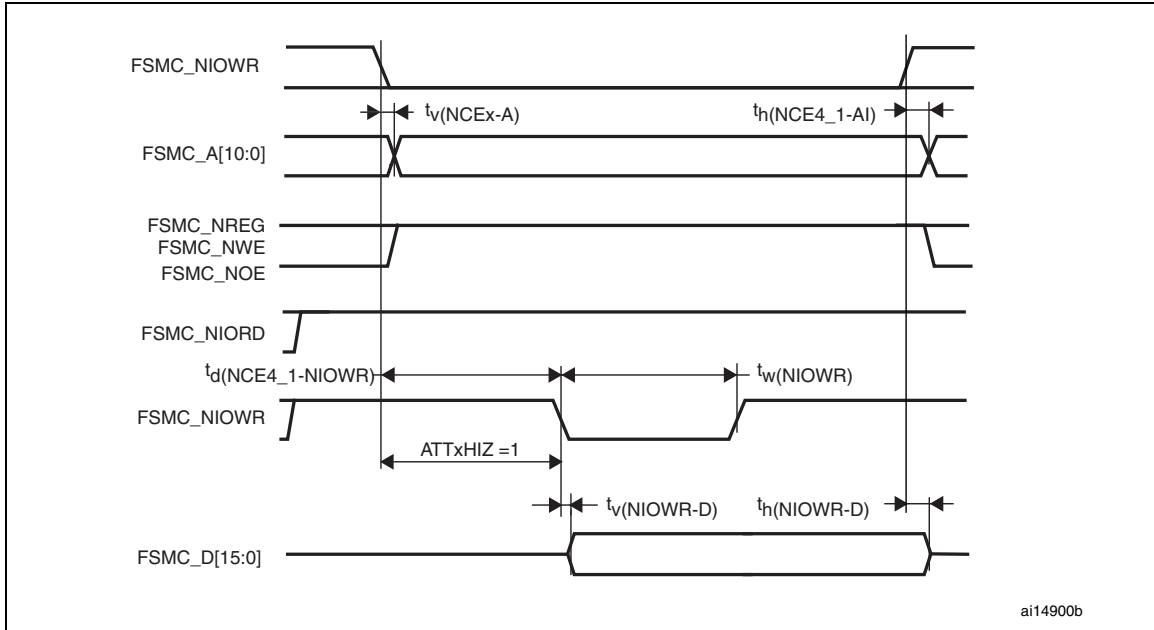 FSMC_NIOWR
tv(NCEx-A)
th(NCE4_1-AI)
FSMC_A[10:0]
FSMC_NREG
FSMC_NWE
FSMC_NOE
FSMC_NIORD
td(NCE4_1-NIOWR)
tw(NIOWR)
FSMC_NIOWR
ATTxHIZ =1
tv(NIOWR-D)
th(NIOWR-D)
FSMC_D[15:0]
ai14900b